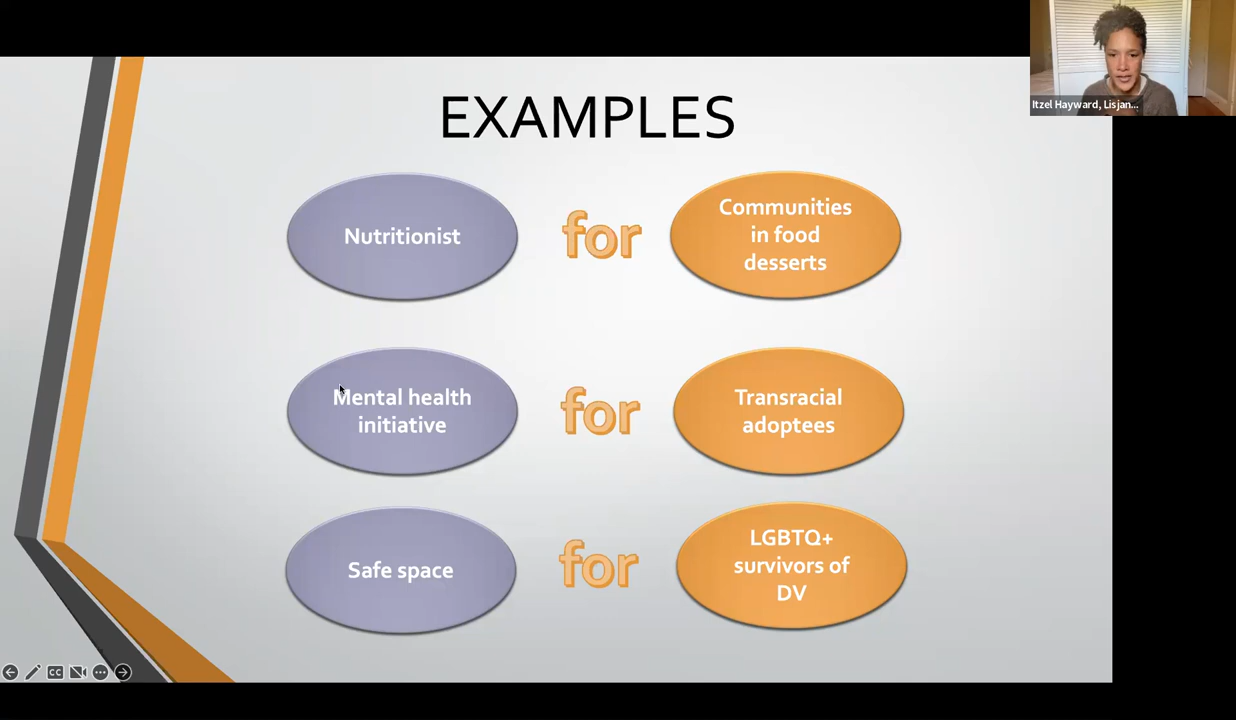 EXAMPLES
Nutritionist
for
Communities
in food
desserts
Mental health
initiative
for
Transracial
adoptees
Safe space
for
LGBTQ+
survivors of
DV
Itzel Hayward, Lisjan...
CC